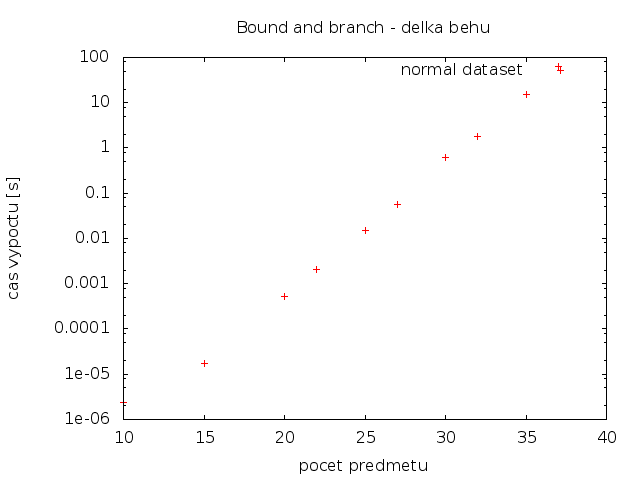 Bound and branch - delka behu
100
normal dataset
10
1
0.1
0.01
0.001
0.0001
1e-05
1e-06
cas vypoctu [s]
10 15 20 25 30 35 40
pocet predmetu